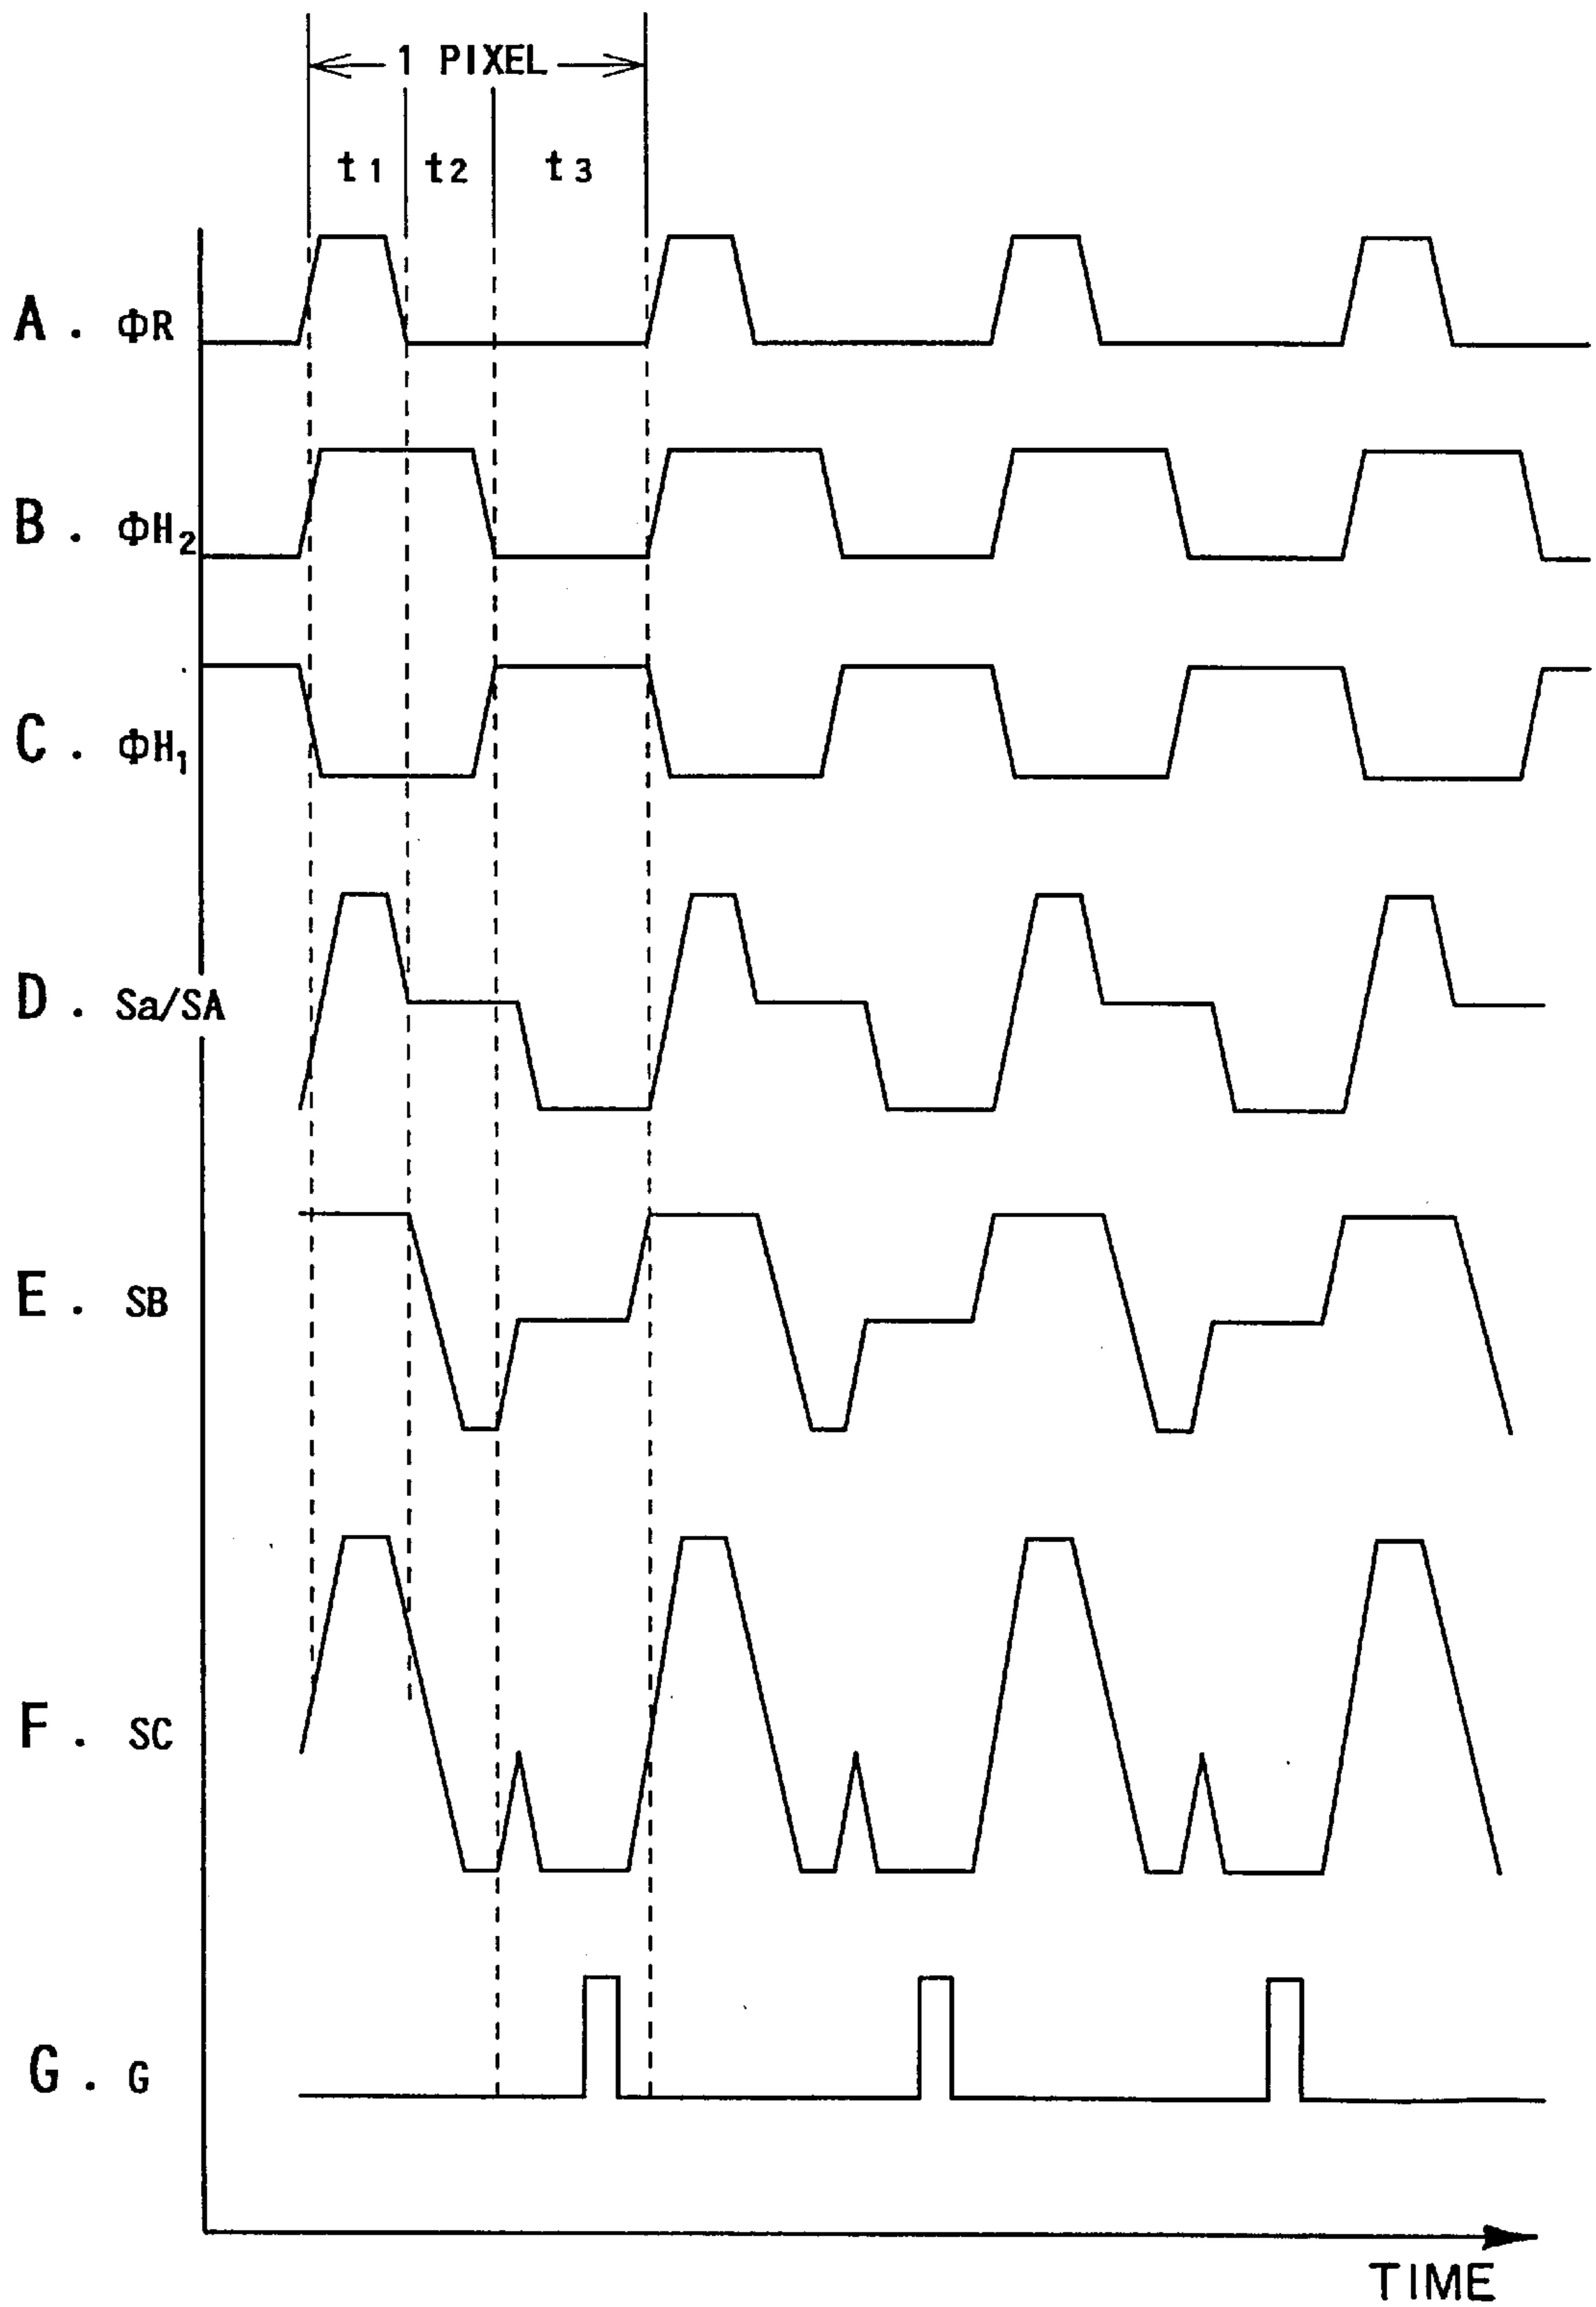 1 PIXEL
t1 t2 t3
A . ΦR
B . ΦH2
C . ΦH1
D . Sa/SA
E . SB
F . SC
G . G
TIME